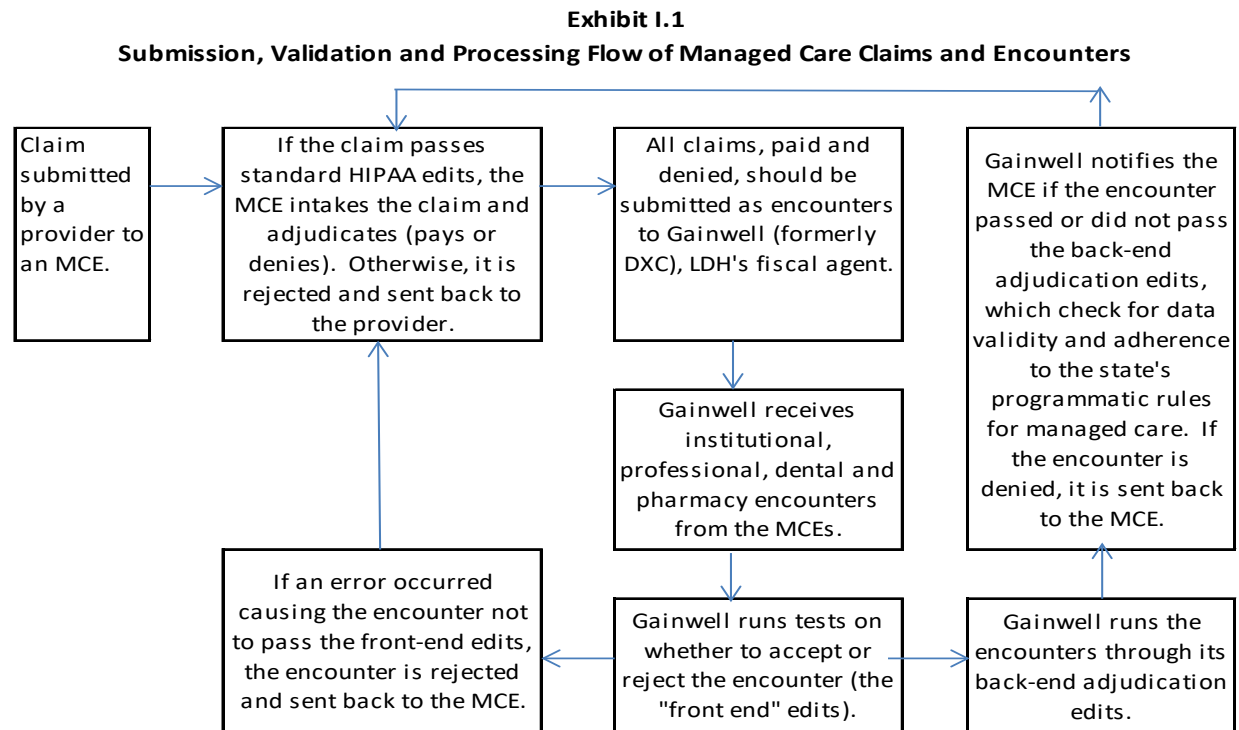 Exhibit I.1
Submission, Validation and Processing Flow of Managed Care Claims and Encounters
Claim
submitted
by a
provider to
an MCE.
If the claim passes
standard HIPAA edits, the
MCE intakes the claim and
adjudicates (pays or
denies). Otherwise, it is
rejected and sent back to
the provider.
All claims, paid and
denied, should be
submitted as encounters
to Gainwell (formerly
DXC), LDH's fiscal agent.
Gainwell receives
institutional,
professional, dental and
pharmacy encounters
from the MCEs.
Gainwell runs tests on
whether to accept or
reject the encounter (the
"front end" edits).
If an error occurred
causing the encounter not
to pass the front-end edits,
the encounter is rejected
and sent back to the MCE.
Gainwell runs the
encounters through its
back-end adjudication
edits.
Gainwell notifies the
MCE if the encounter
passed or did not pass
the back-end
adjudication edits,
which check for data
validity and adherence
to the state's
programmatic rules
for managed care. If
the encounter is
denied, it is sent back
to the MCE.